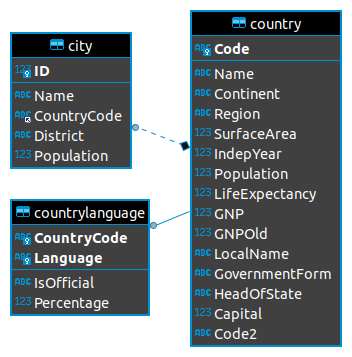 city
123 ID
ABC Name
ABC CountryCode
ABC District
123 Population
countrylanguage
ABC CountryCode
ABC Language
ABC IsOfficial
123 Percentage
country
ABC Code
ABC Name
ABC Continent
ABC Region
123 SurfaceArea
123 IndepYear
123 Population
123 LifeExpectancy
123 GNP
123 GNPOld
ABC LocalName
ABC GovernmentForm
ABC HeadOfState
123 Capital
ABC Code2